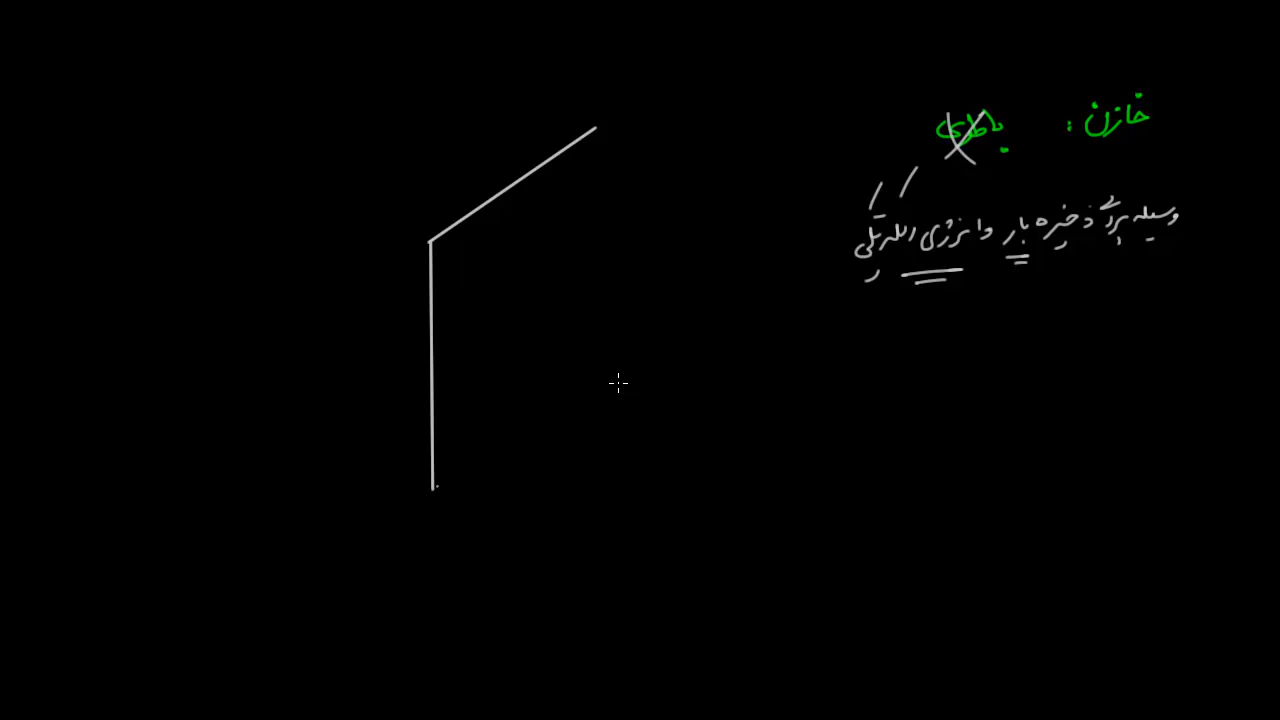 خازن : باطری
وسیله برای ذخیره بار و انرژی الکتریکی